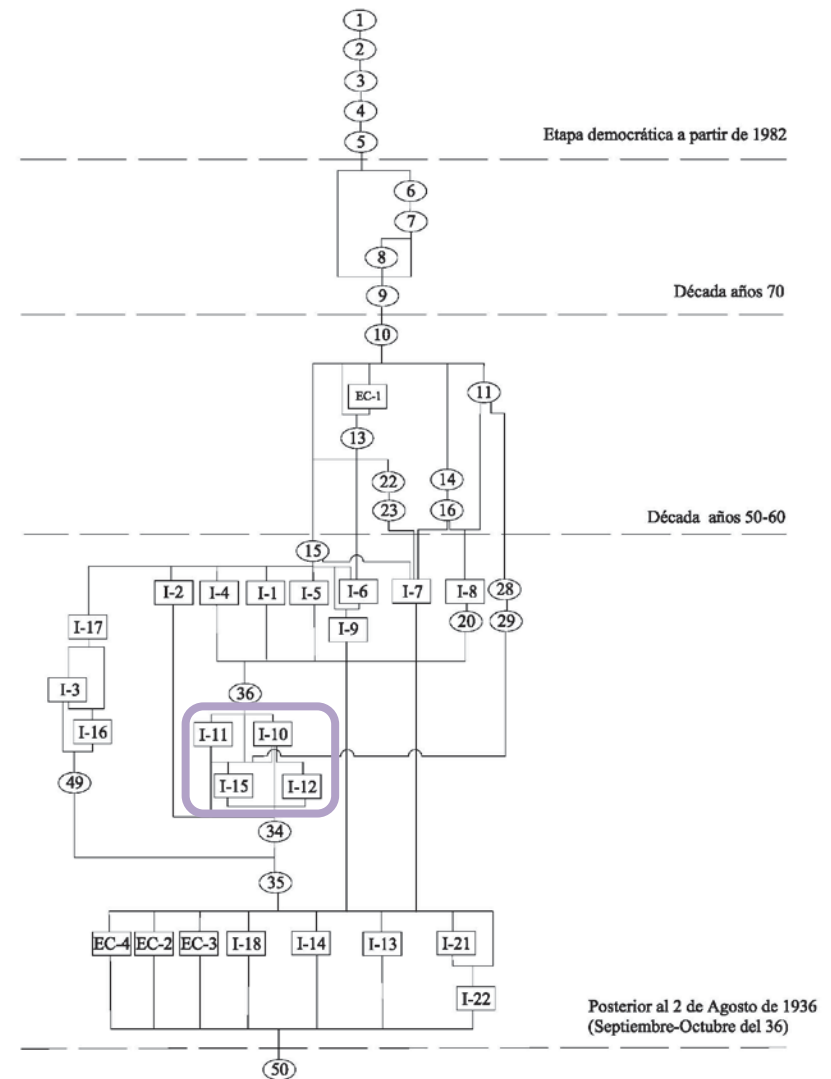 1
2
3
4
5
Etapa democrática a partir de 1982
6
7
8
9
Década años 70
10
EC-1
11
13
22
14
23
16
Década años 50-60
15
I-2
I-4
I-1
I-5
I-6
I-7
I-8
28
I-17
I-9
20
29
I-3
36
I-16
I-11
I-10
49
I-15
I-12
34
35
EC-4
EC-2
EC-3
I-18
I-14
I-13
I-21
I-22
Posterior al 2 de Agosto de 1936
(Septiembre-Octubre del 36)
50